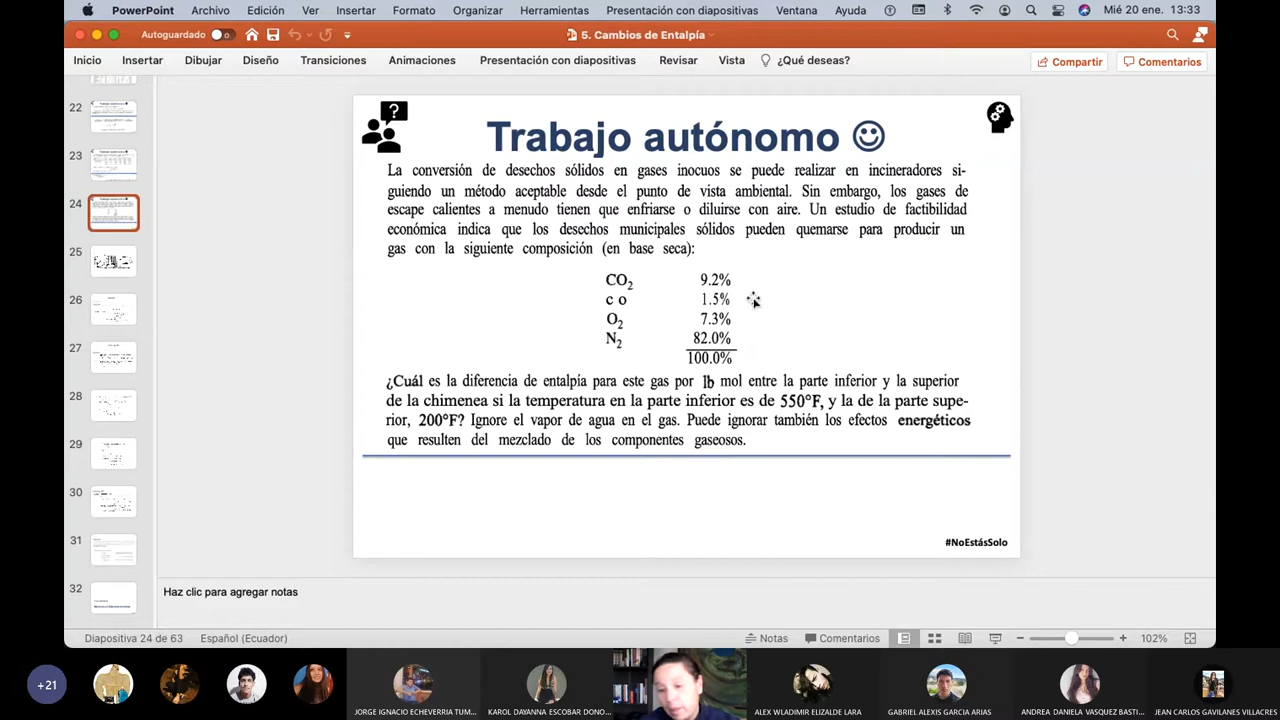 PowerPoint Archivo Edición Ver Insertar Formato Organizar Herramientas Presentación con diapositivas Ventana Ayuda Mié 20 ene. 13:33
Autoguardado
5. Cambios de Entalpía
Inicio Insertar Dibujar Diseño Transiciones Animaciones Presentación con diapositivas Revisar Vista ¿Qué deseas? Compartir Comentarios
22
23
24
25
26
27
28
29
30
31
32
?
Trabajo autónomo
La conversión de desechos sólidos en gases inocuos se puede realizar en incineradores si-
guiendo un método aceptable desde el punto de vista ambiental. Sin embargo, los gases de
escape calientes a menudo tienen que enfriarse o diluirse con aire. Un estudio de factibilidad
económica indica que los desechos municipales sólidos pueden quemarse para producir un
gas con la siguiente composición (en base seca):
CO2 9.2%
c o 1.5%
O2 7.3%
N2 82.0%
100.0%
¿Cuál es la diferencia de entalpía para este gas por lb mol entre la parte inferior y la superior
de la chimenea si la temperatura en la parte inferior es de 550°F, y la de la parte supe-
rior, 200°F? Ignore el vapor de agua en el gas. Puede ignorar también los efectos energéticos
que resulten del mezclado de los componentes gaseosos.
#NoEstásSolo
Haz clic para agregar notas
Diapositiva 24 de 63 Español (Ecuador) Notas Comentarios 102%
+21
JORGE IGNACIO ECHEVERRIA TUM...
KAROL DAYANNA ESCOBAR DONO...
ALEX WLADIMIR ELIZALDE LARA
GABRIEL ALEXIS GARCIA ARIAS
ANDREA DANIELA VASQUEZ BASTI...
JEAN CARLOS GAVILANES VILLACRES